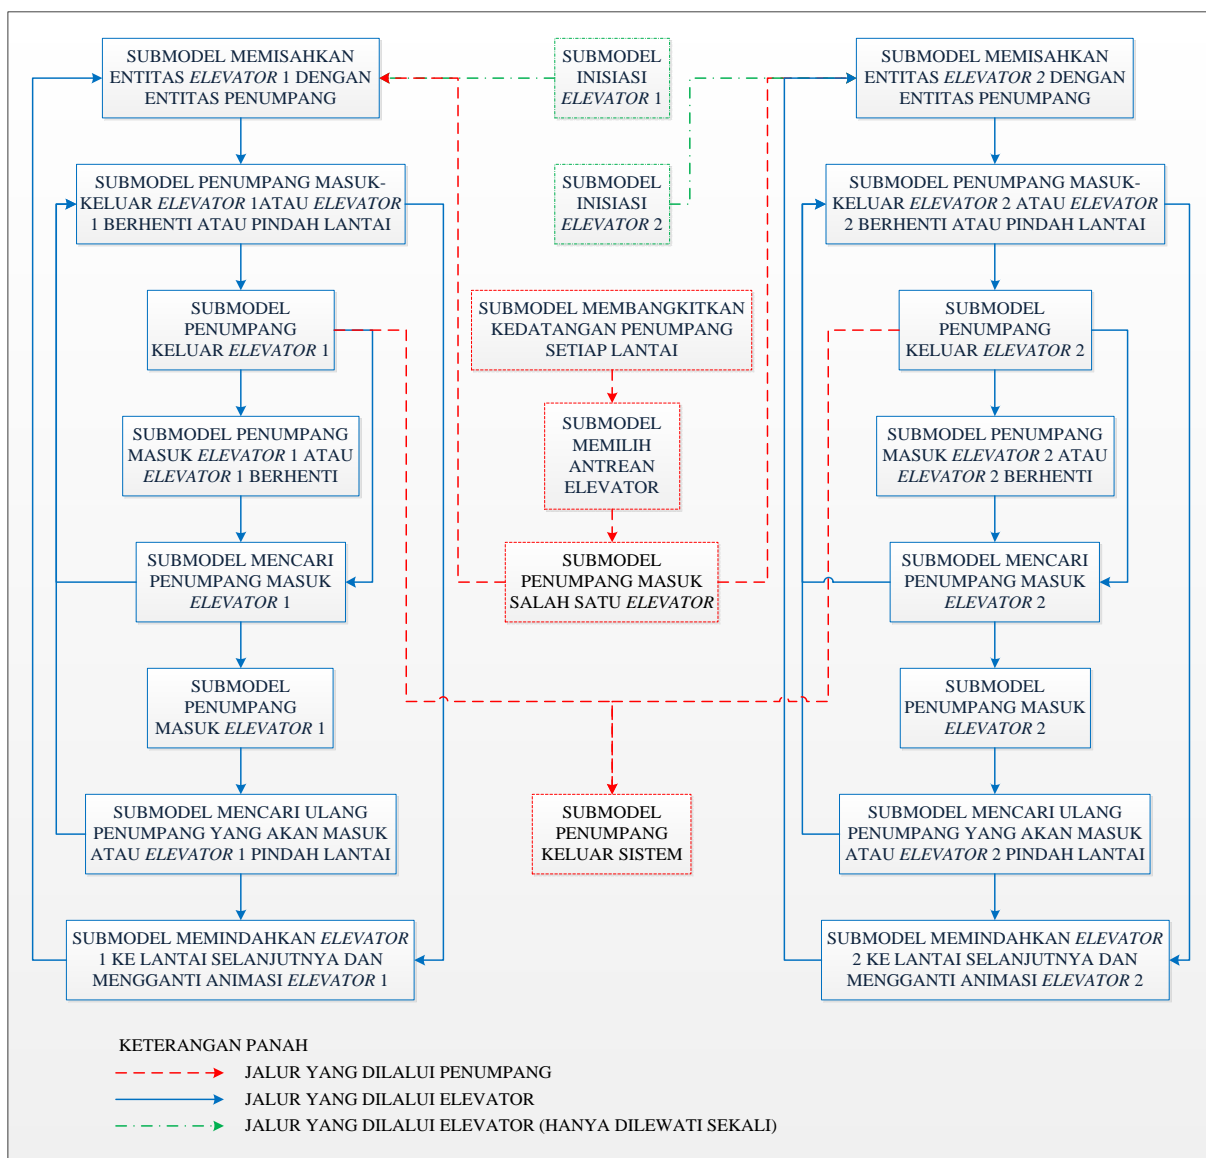 SUBMODEL MEMISAHKAN
ENTITAS ELEVATOR 1 DENGAN
ENTITAS PENUMPANG
SUBMODEL PENUMPANG MASUK-
KELUAR ELEVATOR 1ATAU ELEVATOR
1 BERHENTI ATAU PINDAH LANTAI
SUBMODEL
PENUMPANG
KELUAR ELEVATOR 1
SUBMODEL PENUMPANG
MASUK ELEVATOR 1 ATAU
ELEVATOR 1 BERHENTI
SUBMODEL MENCARI
PENUMPANG MASUK
ELEVATOR 1
SUBMODEL
PENUMPANG
MASUK ELEVATOR 1
SUBMODEL MENCARI ULANG
PENUMPANG YANG AKAN MASUK
ATAU ELEVATOR 1 PINDAH LANTAI
SUBMODEL MEMINDAHKAN ELEVATOR
1 KE LANTAI SELANJUTNYA DAN
MENGGANTI ANIMASI ELEVATOR 1
SUBMODEL
INISIASI
ELEVATOR 1
SUBMODEL
INISIASI
ELEVATOR 2
SUBMODEL MEMBANGKITKAN
KEDATANGAN PENUMPANG
SETIAP LANTAI
SUBMODEL
MEMILIH
ANTREAN
ELEVATOR
SUBMODEL
PENUMPANG MASUK
SALAH SATU ELEVATOR
SUBMODEL
PENUMPANG
KELUAR SISTEM
SUBMODEL MEMISAHKAN
ENTITAS ELEVATOR 2 DENGAN
ENTITAS PENUMPANG
SUBMODEL PENUMPANG MASUK-
KELUAR ELEVATOR 2 ATAU ELEVATOR
2 BERHENTI ATAU PINDAH LANTAI
SUBMODEL
PENUMPANG
KELUAR ELEVATOR 2
SUBMODEL PENUMPANG
MASUK ELEVATOR 2 ATAU
ELEVATOR 2 BERHENTI
SUBMODEL MENCARI
PENUMPANG MASUK
ELEVATOR 2
SUBMODEL
PENUMPANG MASUK
ELEVATOR 2
SUBMODEL MENCARI ULANG
PENUMPANG YANG AKAN MASUK
ATAU ELEVATOR 2 PINDAH LANTAI
SUBMODEL MEMINDAHKAN ELEVATOR
2 KE LANTAI SELANJUTNYA DAN
MENGGANTI ANIMASI ELEVATOR 2
KETERANGAN PANAH
JALUR YANG DILALUI PENUMPANG
JALUR YANG DILALUI ELEVATOR
JALUR YANG DILALUI ELEVATOR (HANYA DILEWATI SEKALI)